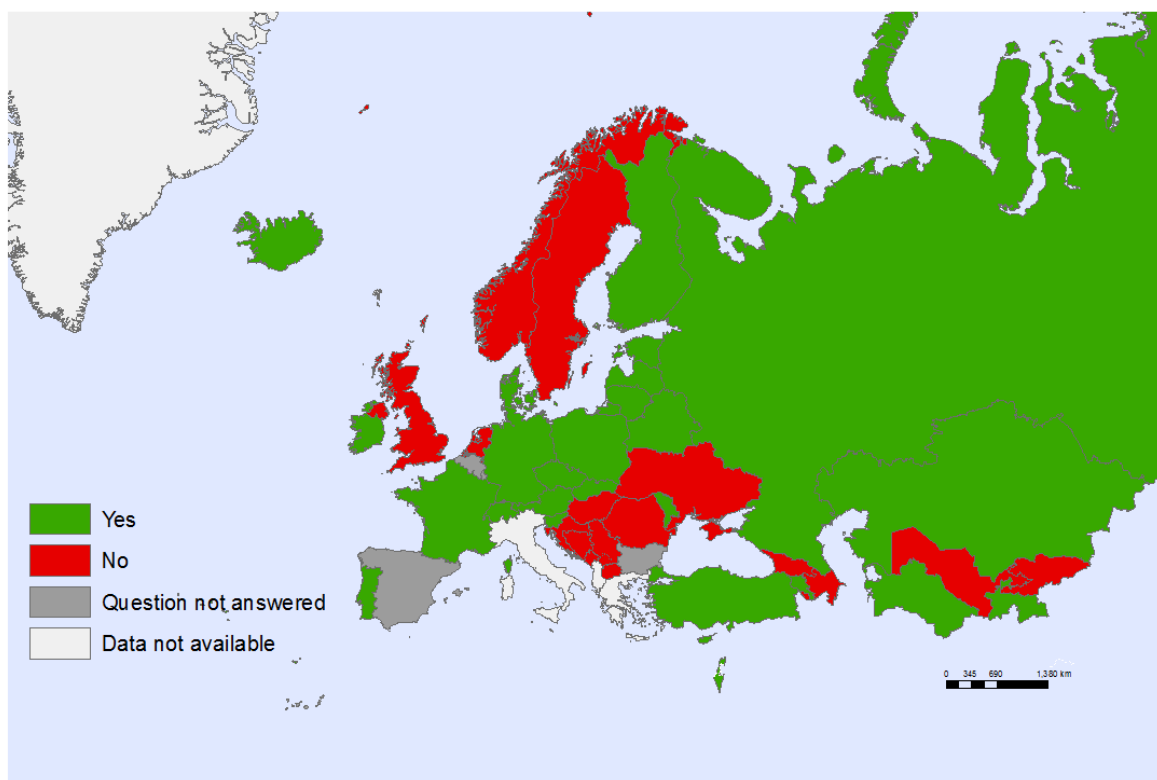 Yes
No
Question not answered
Data not available
0 345 690 1,380 km